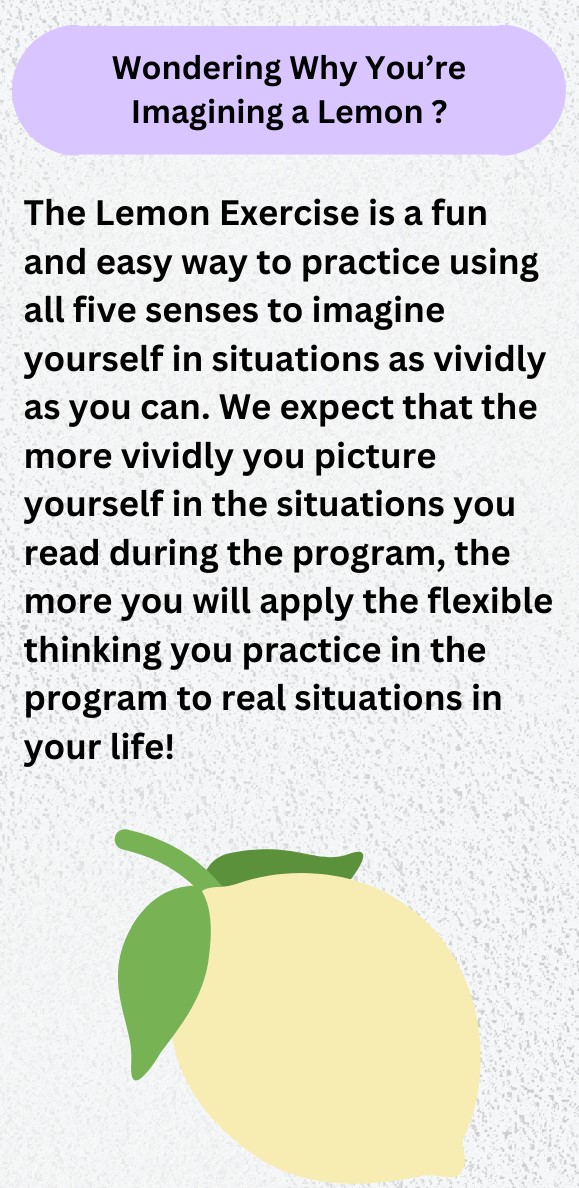 Wondering Why You’re
Imagining a Lemon ?
The Lemon Exercise is a fun
and easy way to practice using
all five senses to imagine
yourself in situations as vividly
as you can. We expect that the
more vividly you picture
yourself in the situations you
read during the program, the
more you will apply the flexible
thinking you practice in the
program to real situations in
your life!